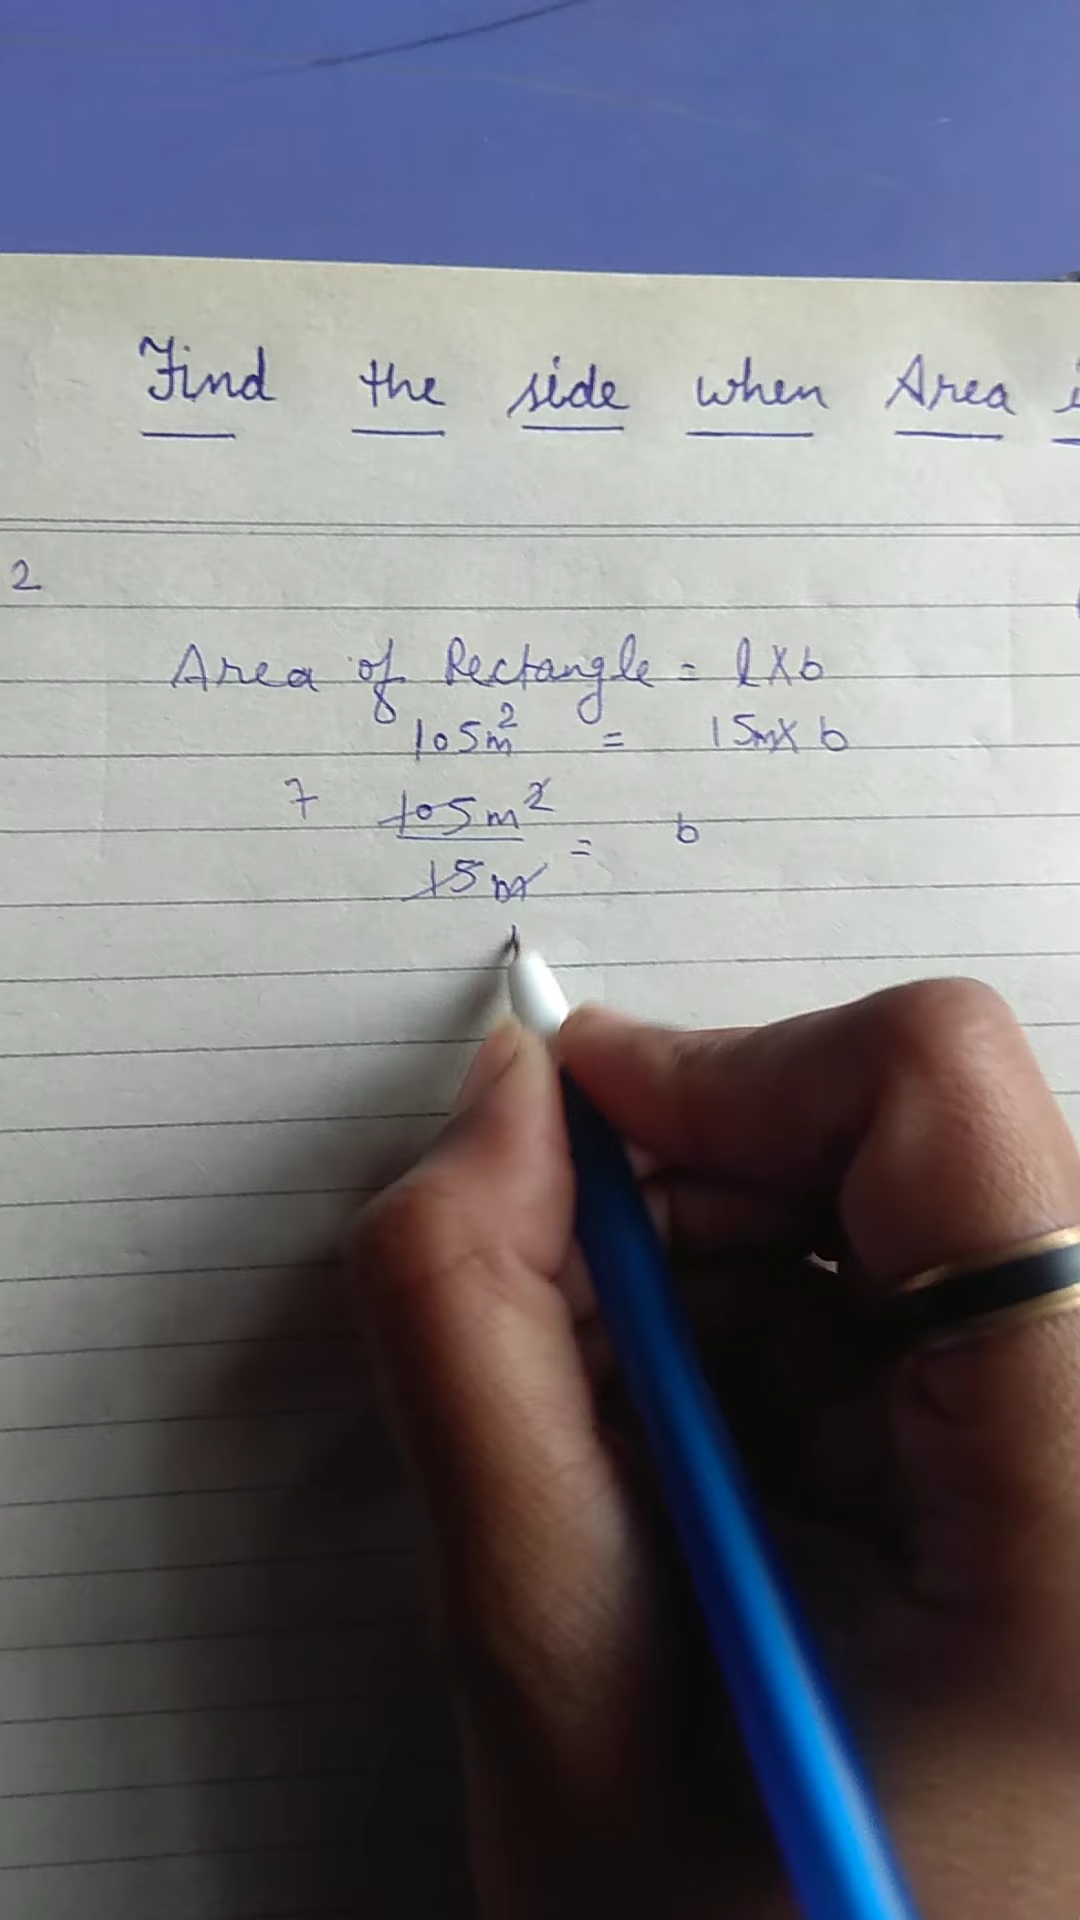 Find the side when Area
2
Area of Rectangle = l X b
105m² = 15m X b
7 105m² = b
15m